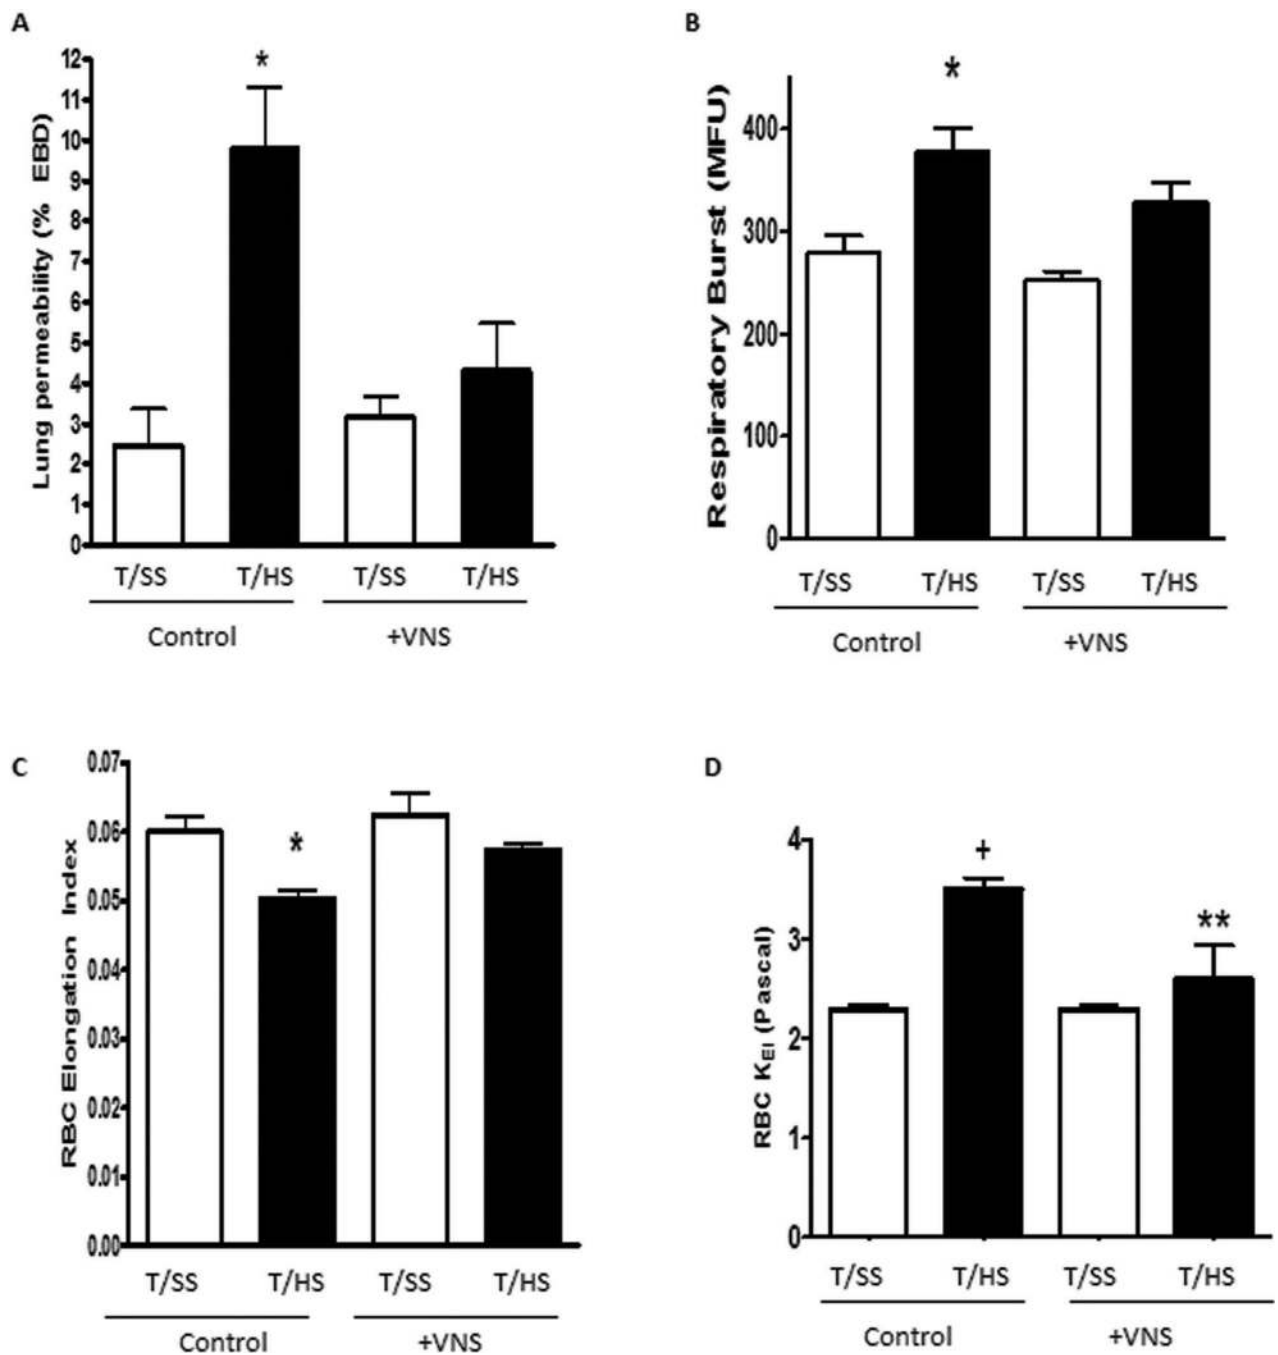 A
Lung permeability (% EBD)
12
11
10
9
8
7
6
5
4
3
2
1
0
*
T/SS T/HS T/SS T/HS
Control +VNS
B
Respiratory Burst (MFU)
400
300
200
100
0
*
T/SS T/HS T/SS T/HS
Control +VNS
C
RBC Elongation Index
0.07
0.06
0.05
0.04
0.03
0.02
0.01
0.00
*
T/SS T/HS T/SS T/HS
Control +VNS
D
RBC K_EI (Pascal)
4
3
2
1
0
+
**
T/SS T/HS T/SS T/HS
Control +VNS